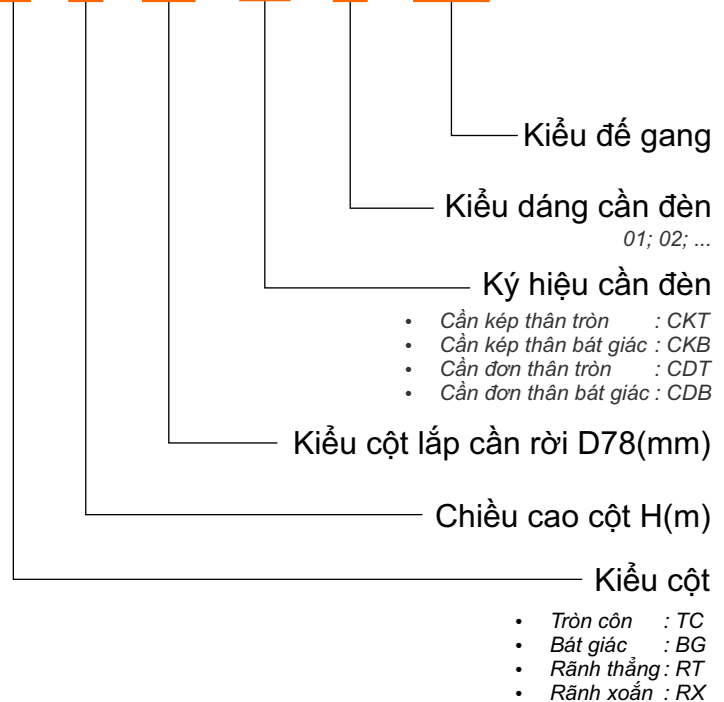 Kiểu đế gang
Kiểu dáng cần đèn
01; 02; ...
Ký hiệu cần đèn
• Cần kép thân tròn : CKT
• Cần kép thân bát giác : CKB
• Cần đơn thân tròn : CDT
• Cần đơn thân bát giác : CDB
Kiểu cột lắp cần rời D78(mm)
Chiều cao cột H(m)
Kiểu cột
• Tròn côn : TC
• Bát giác : BG
• Rãnh thẳng : RT
• Rãnh xoắn : RX